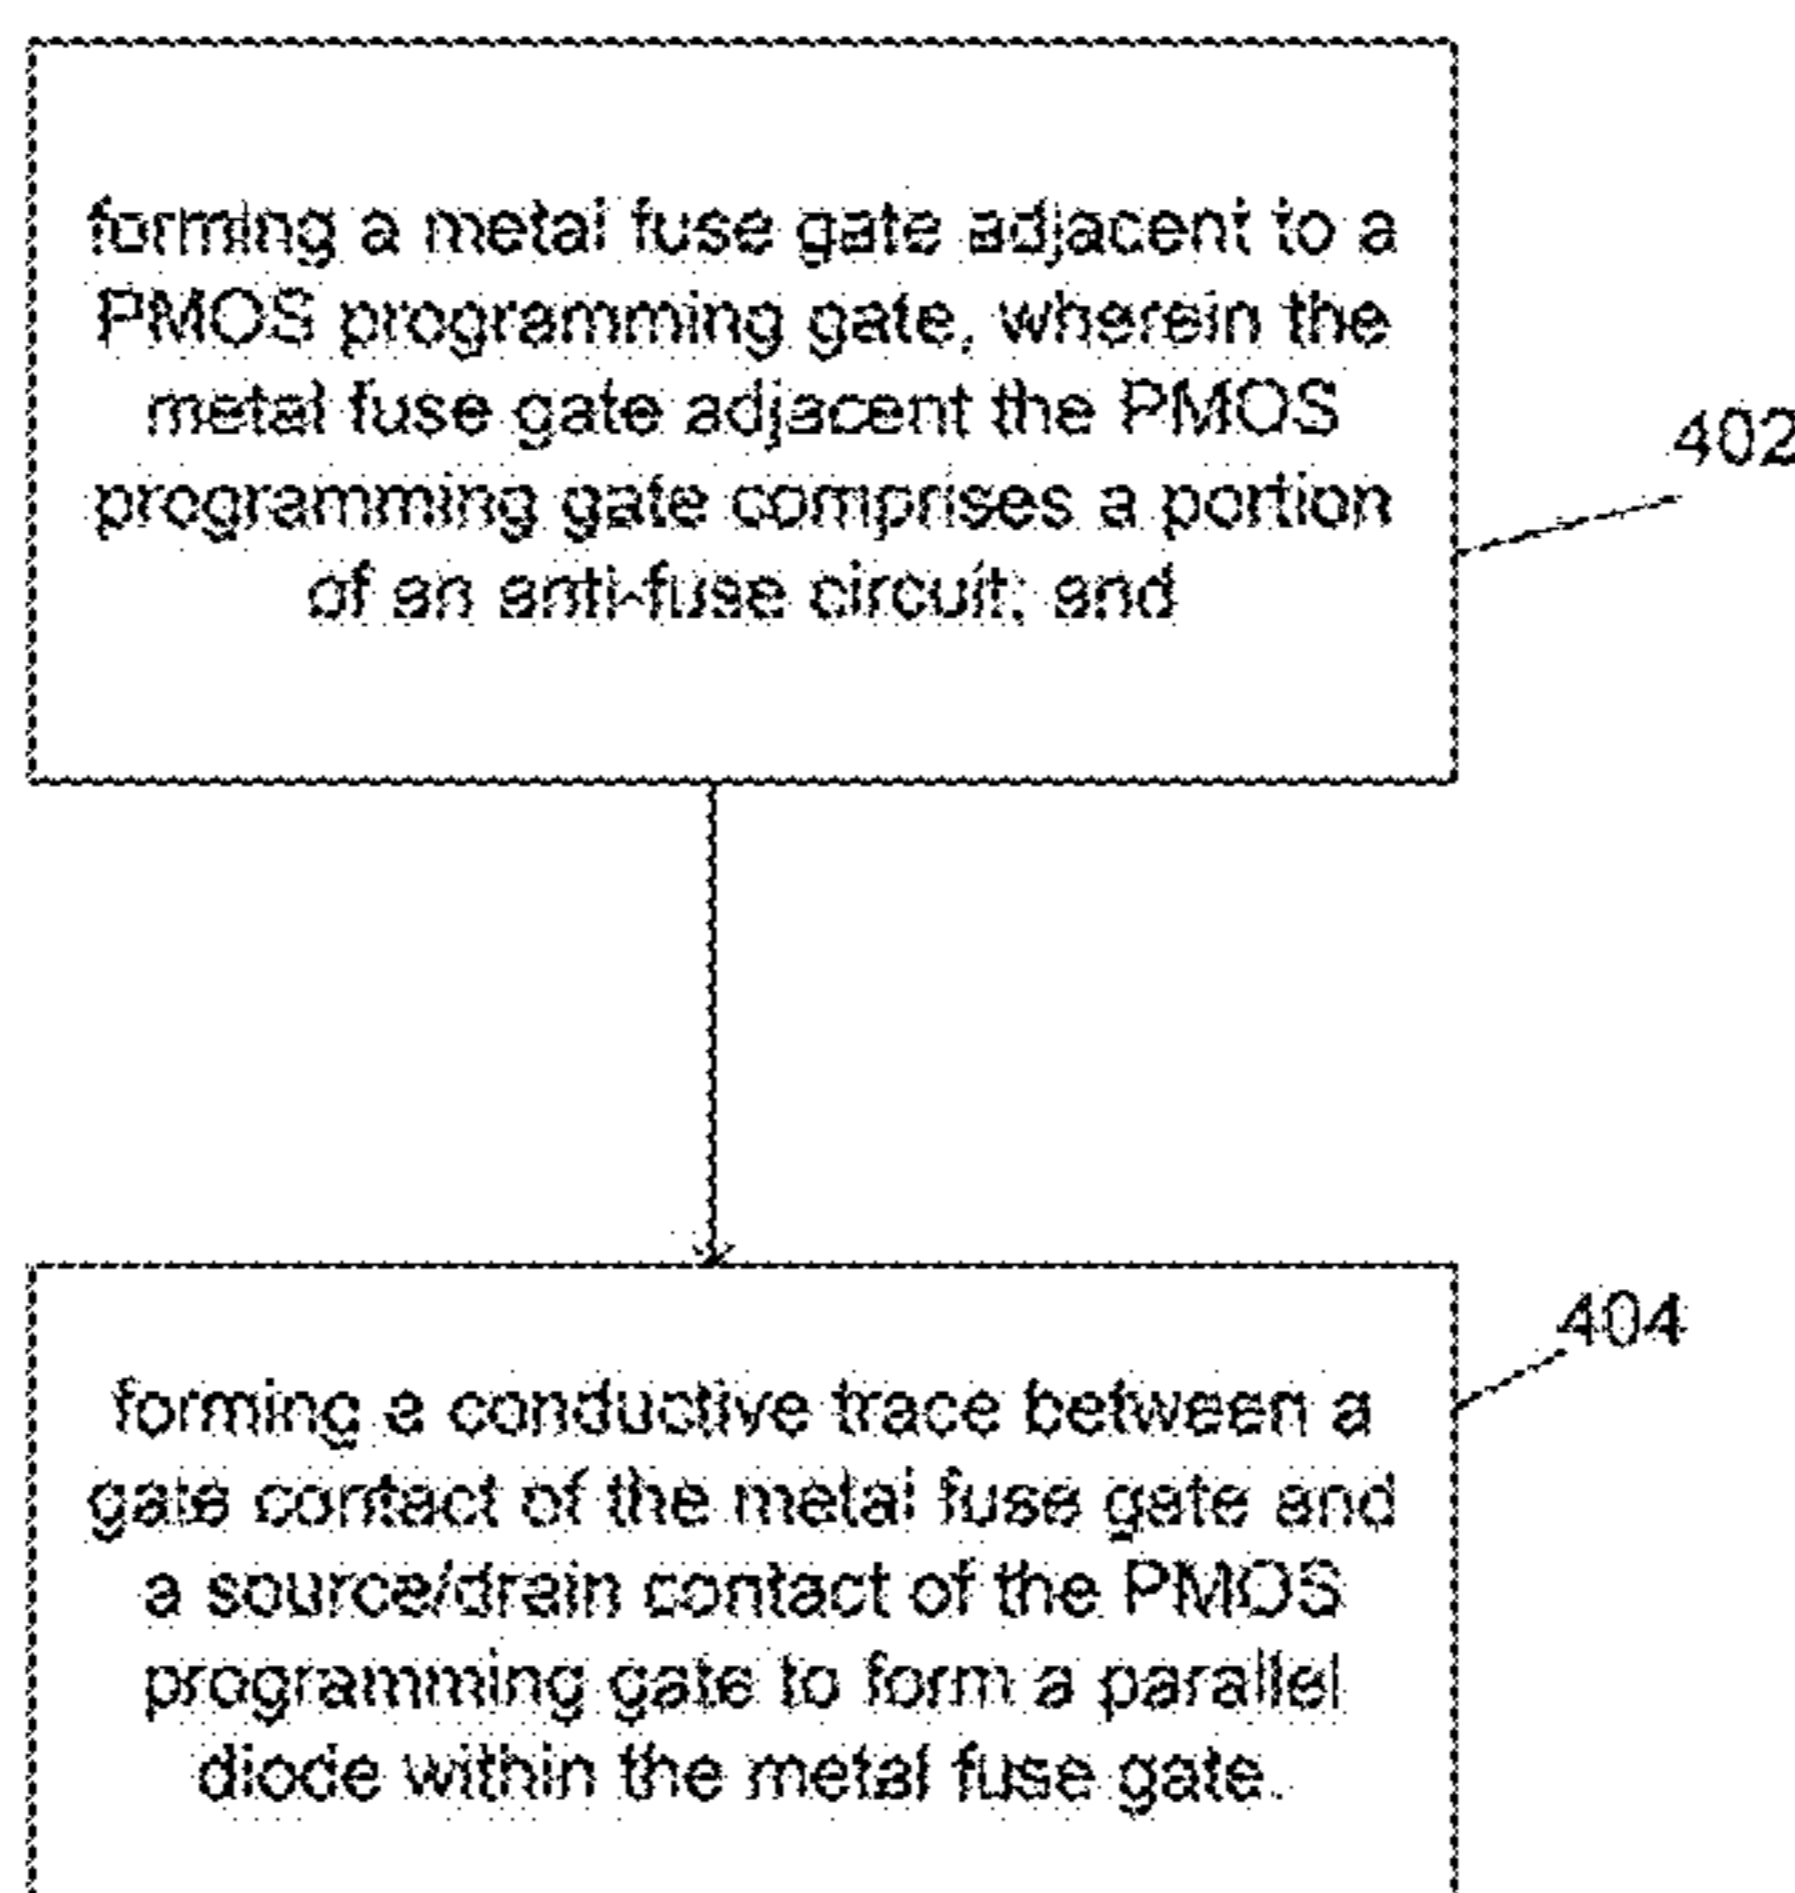 forming a metal fuse gate adjacent to a
PMOS programming gate, wherein the
metal fuse gate adjacent the PMOS
programming gate comprises a portion
of an anti-fuse circuit; and
402
404
forming a conductive trace between a
gate contact of the metal fuse gate and
a source/drain contact of the PMOS
programming gate to form a parallel
diode within the metal fuse gate.